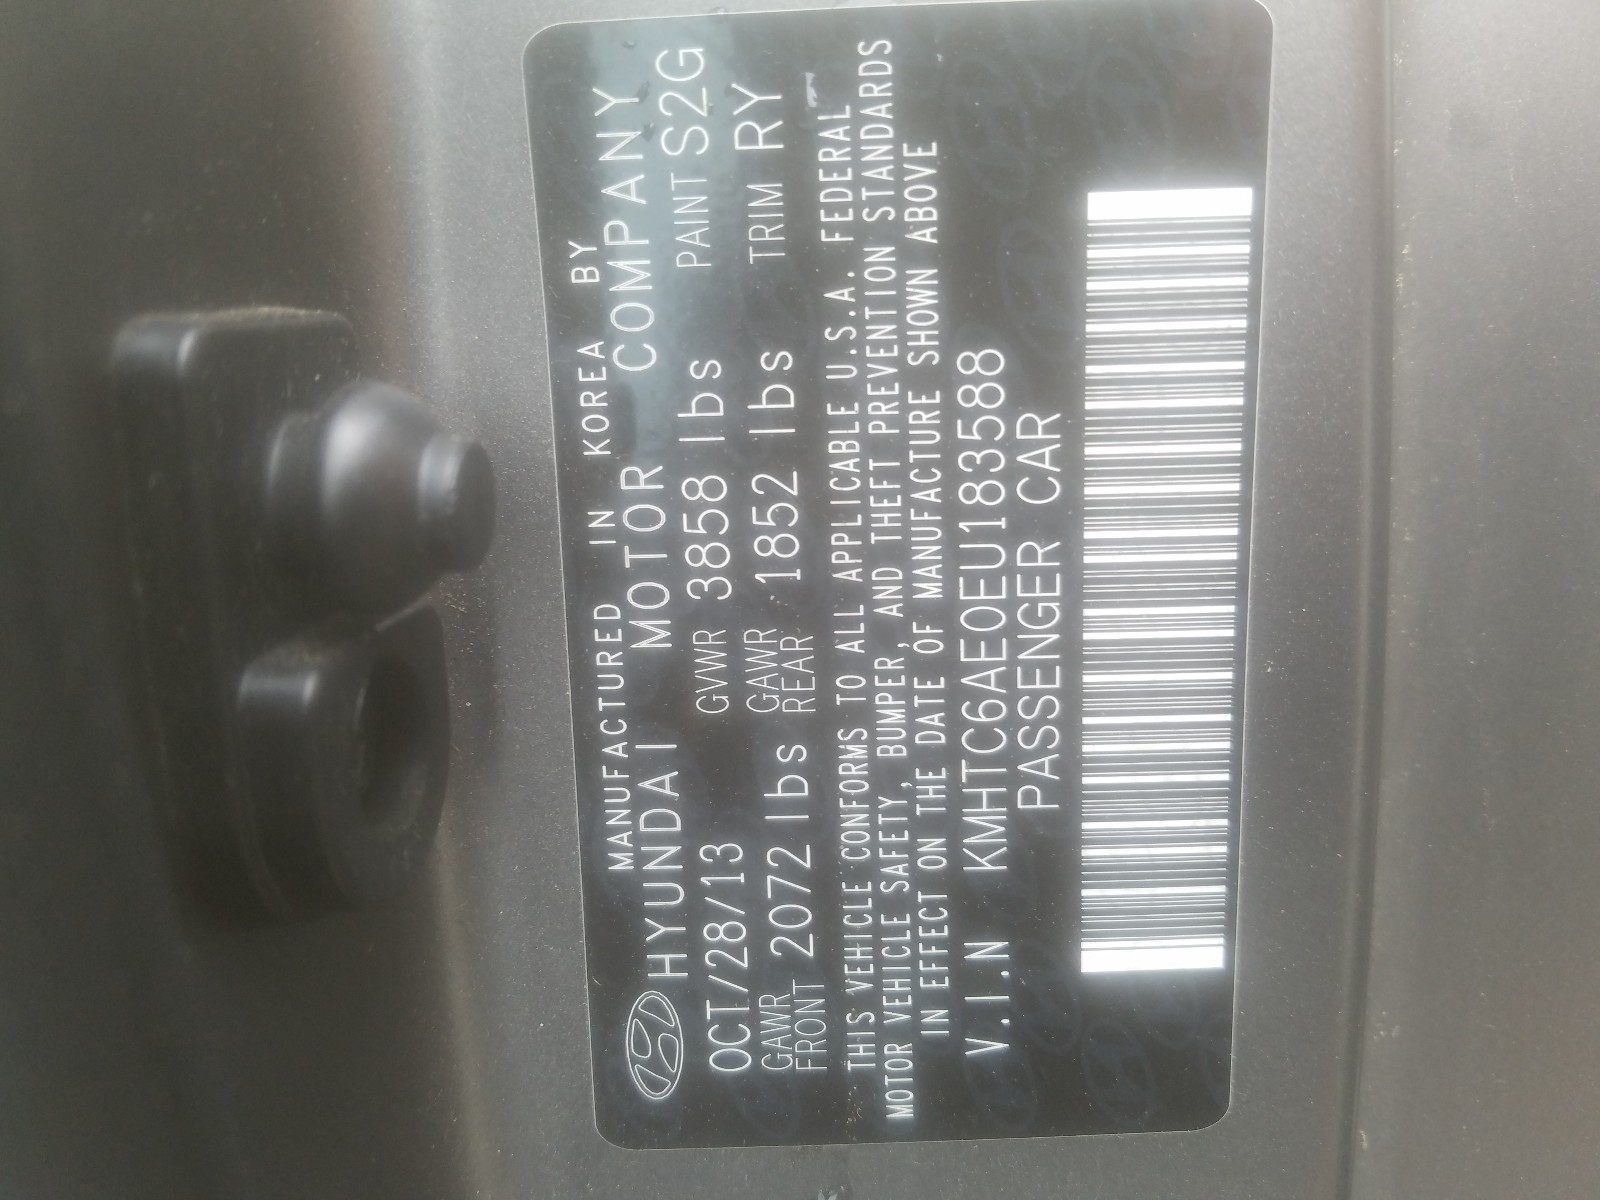 MANUFACTURED IN KOREA BY
HYUNDAI MOTOR COMPANY
OCT/28/13 GVWR 3858 lbs PAINT S2G
GAWR FRONT 2072 lbs GAWR REAR 1852 lbs TRIM RY
THIS VEHICLE CONFORMS TO ALL APPLICABLE U.S.A. FEDERAL
MOTOR VEHICLE SAFETY, BUMPER, AND THEFT PREVENTION STANDARDS
IN EFFECT ON THE DATE OF MANUFACTURE SHOWN ABOVE
V.I.N KMHTC6AE0EU183588
PASSENGER CAR